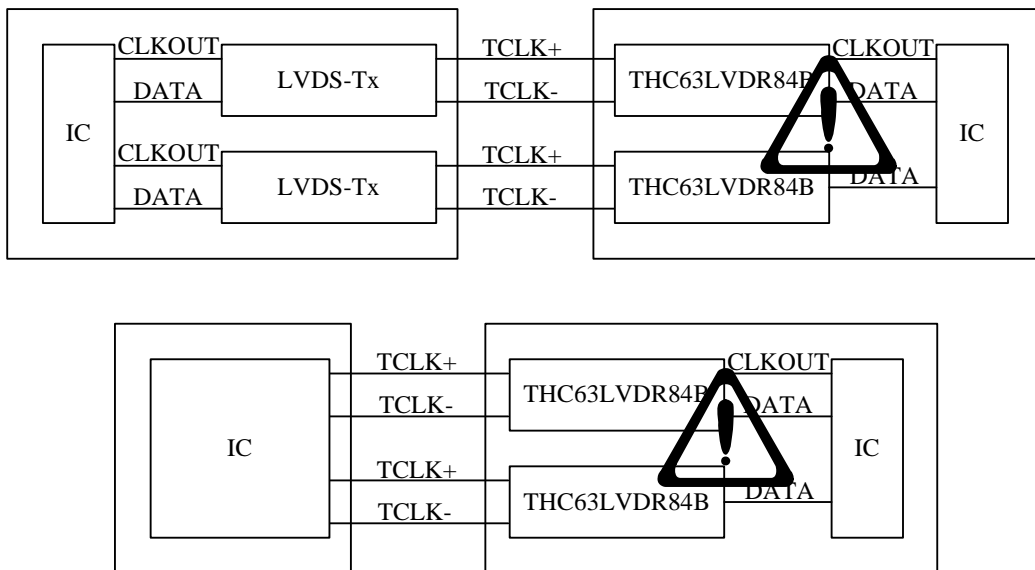 CLKOUT
TCLK+
CLKOUT
LVDS-Tx
THC63LVDR84B
DATA
TCLK-
DATA
IC
IC
CLKOUT
TCLK+
LVDS-Tx
THC63LVDR84B
DATA
DATA
TCLK-
TCLK+
CLKOUT
THC63LVDR84B
TCLK-
DATA
IC
IC
TCLK+
DATA
THC63LVDR84B
TCLK-